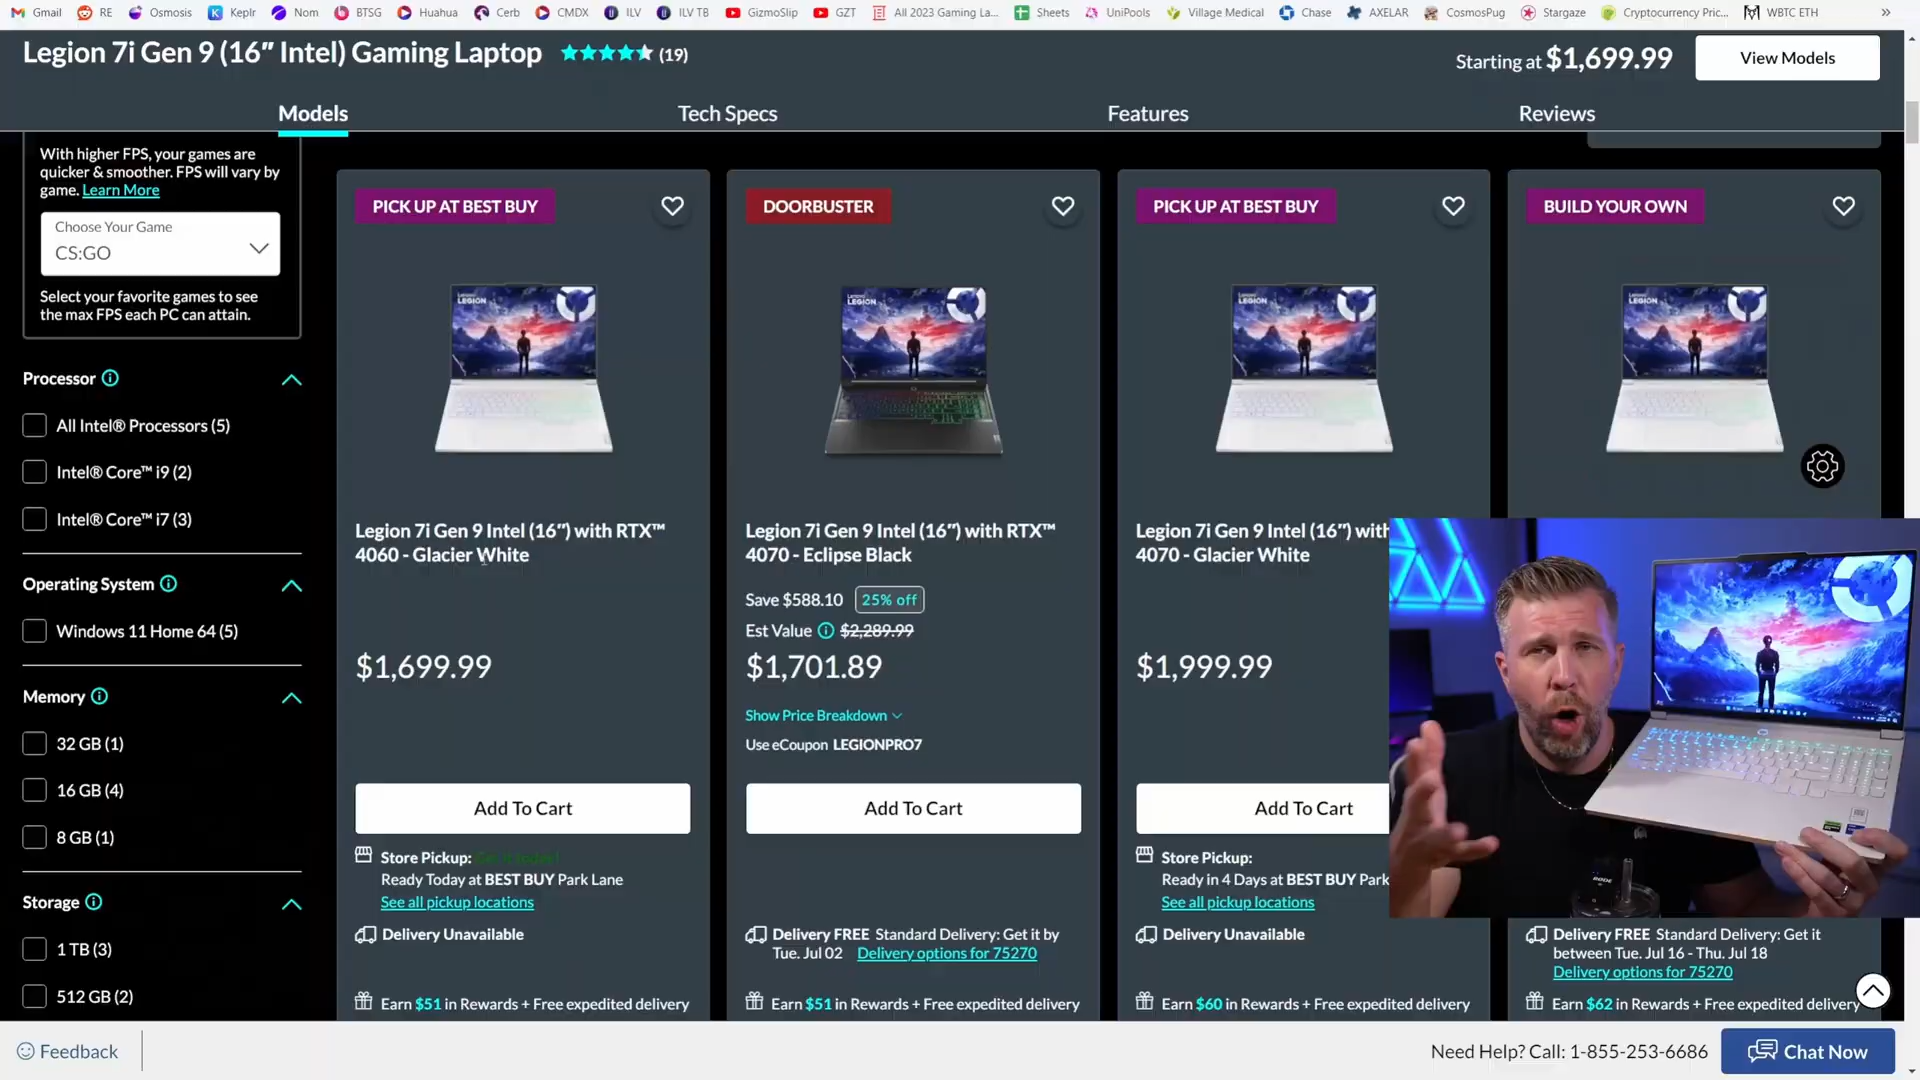 Gmail RE Osmosis Keplr Nom BTSG Huahua Cerb CMDX ILV ILV TB GizmoSlip GZT All 2023 Gaming La... Sheets UniPools Village Medical Chase AXELAR CosmosPug Stargaze Cryptocurrency Pric... WBTC ETH »
Legion 7i Gen 9 (16″ Intel) Gaming Laptop (19)
Starting at $1,699.99
View Models
Models
Tech Specs
Features
Reviews
With higher FPS, your games are
quicker & smoother. FPS will vary by
game. Learn More
Choose Your Game
CS:GO
Select your favorite games to see
the max FPS each PC can attain.
Processor
All Intel® Processors (5)
Intel® Core™ i9 (2)
Intel® Core™ i7 (3)
Operating System
Windows 11 Home 64 (5)
Memory
32 GB (1)
16 GB (4)
8 GB (1)
Storage
1 TB (3)
512 GB (2)
PICK UP AT BEST BUY
LEGION
Legion 7i Gen 9 Intel (16″) with RTX™
4060 - Glacier White
$1,699.99
Add To Cart
Store Pickup: Get it today!
Ready Today at BEST BUY Park Lane
See all pickup locations
Delivery Unavailable
Earn $51 in Rewards + Free expedited delivery
DOORBUSTER
LEGION
Legion 7i Gen 9 Intel (16″) with RTX™
4070 - Eclipse Black
Save $588.10 25% off
Est Value $2,289.99
$1,701.89
Show Price Breakdown
Use eCoupon LEGIONPRO7
Add To Cart
Delivery FREE Standard Delivery: Get it by
Tue. Jul 02 Delivery options for 75270
Earn $51 in Rewards + Free expedited delivery
PICK UP AT BEST BUY
LEGION
Legion 7i Gen 9 Intel (16″) with
4070 - Glacier White
$1,999.99
Add To Cart
Store Pickup:
Ready in 4 Days at BEST BUY Park
See all pickup locations
Delivery Unavailable
Earn $60 in Rewards + Free expedited delivery
BUILD YOUR OWN
LEGION
RODE
Delivery FREE Standard Delivery: Get it
between Tue. Jul 16 - Thu. Jul 18
Delivery options for 75270
Earn $62 in Rewards + Free expedited delivery
Feedback
Need Help? Call: 1-855-253-6686
Chat Now